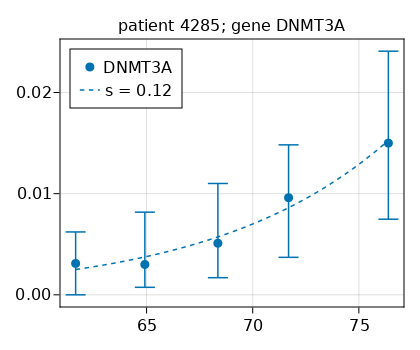 patient 4285; gene DNMT3A
DNMT3A
s = 0.12
0.02
0.01
0.00
65 70 75